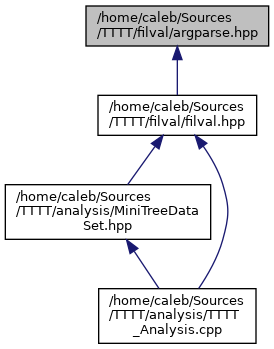 /home/caleb/Sources
/TTTT/filval/argparse.hpp
/home/caleb/Sources
/TTTT/filval/filval.hpp
/home/caleb/Sources
/TTTT/analysis/MiniTreeData
Set.hpp
/home/caleb/Sources
/TTTT/analysis/TTTT
_Analysis.cpp